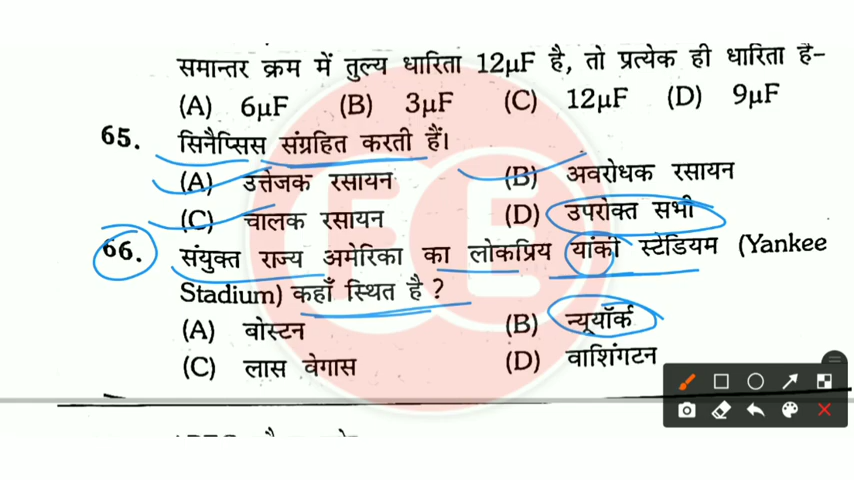 समान्तर क्रम में तुल्य धारिता 12μF है, तो प्रत्येक ही धारिता है-
(A) 6μF (B) 3μF (C) 12μF (D) 9μF
65. सिनैप्सिस संग्रहित करती हैं।
(A) उत्तेजक रसायन (B) अवरोधक रसायन
(C) चालक रसायन (D) उपरोक्त सभी
66. संयुक्त राज्य अमेरिका का लोकप्रिय यांकी स्टेडियम (Yankee
Stadium) कहाँ स्थित है ?
(A) बोस्टन (B) न्यूयॉर्क
(C) लास वेगास (D) वाशिंगटन